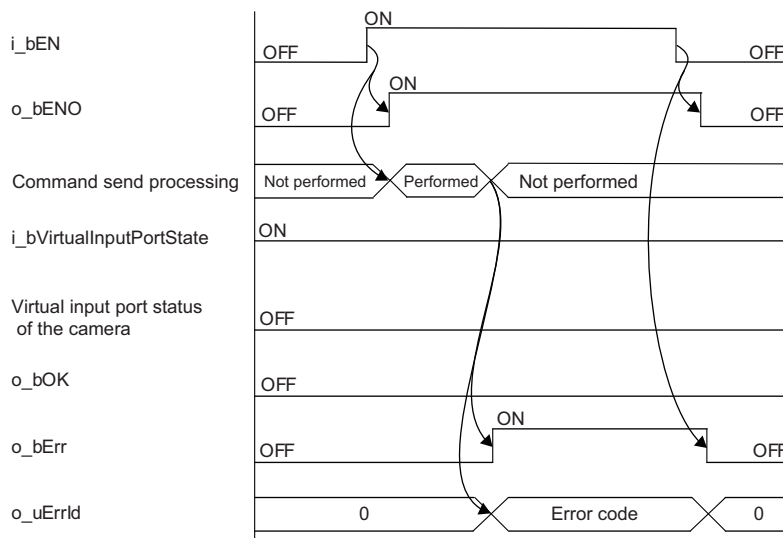 ON
i_bEN
OFF
OFF
ON
o_bENO
OFF
OFF
Command send processing
Not performed
Performed
Not performed
i_bVirtualInputPortState
ON
Virtual input port status
of the camera
OFF
o_bOK
OFF
ON
o_bErr
OFF
OFF
o_uErrId
0
Error code
0